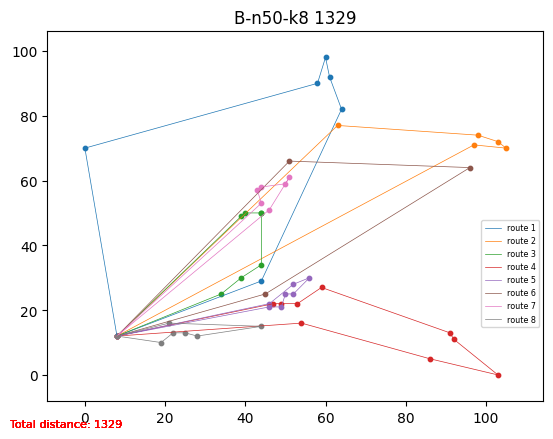 B-n50-k8 1329
100
80
60
40
20
0
0 20 40 60 80 100
route 1
route 2
route 3
route 4
route 5
route 6
route 7
route 8
Total distance: 1329